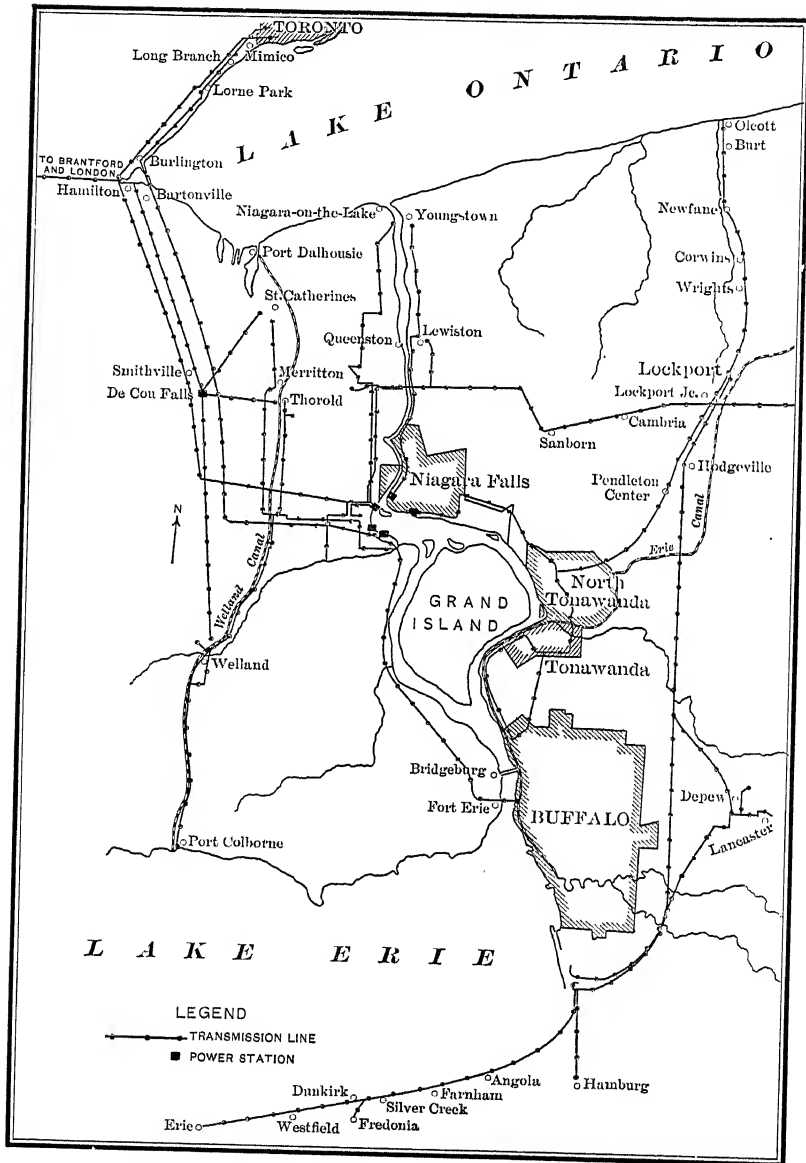 TORONTO
Long Branch
Mimico
Lorne Park
LAKE ONTARIO
TO BRANTFORD
AND LONDON
Burlington
Hamilton
Bartonville
Olcott
Burt
Niagara-on-the-Lake
Youngstown
Newfane
Port Dalhousie
Corwins
Wrights
St. Catherines
Queenston
Lewiston
Smithville
Merritton
Lockport
De Cou Falls
Thorold
Lockport Jc.
Cambria
Sanborn
Niagara Falls
Hodgeville
Pendleton
Center
N
Canal
Erie
Welland Canal
GRAND
ISLAND
North
Tonawanda
Welland
Tonawanda
Bridgeburg
Fort Erie
Depew
BUFFALO
Lancaster
Port Colborne
LAKE ERIE
LEGEND
TRANSMISSION LINE
POWER STATION
Angola
Hamburg
Dunkirk
Farnham
Silver Creek
Erie
Westfield
Fredonia